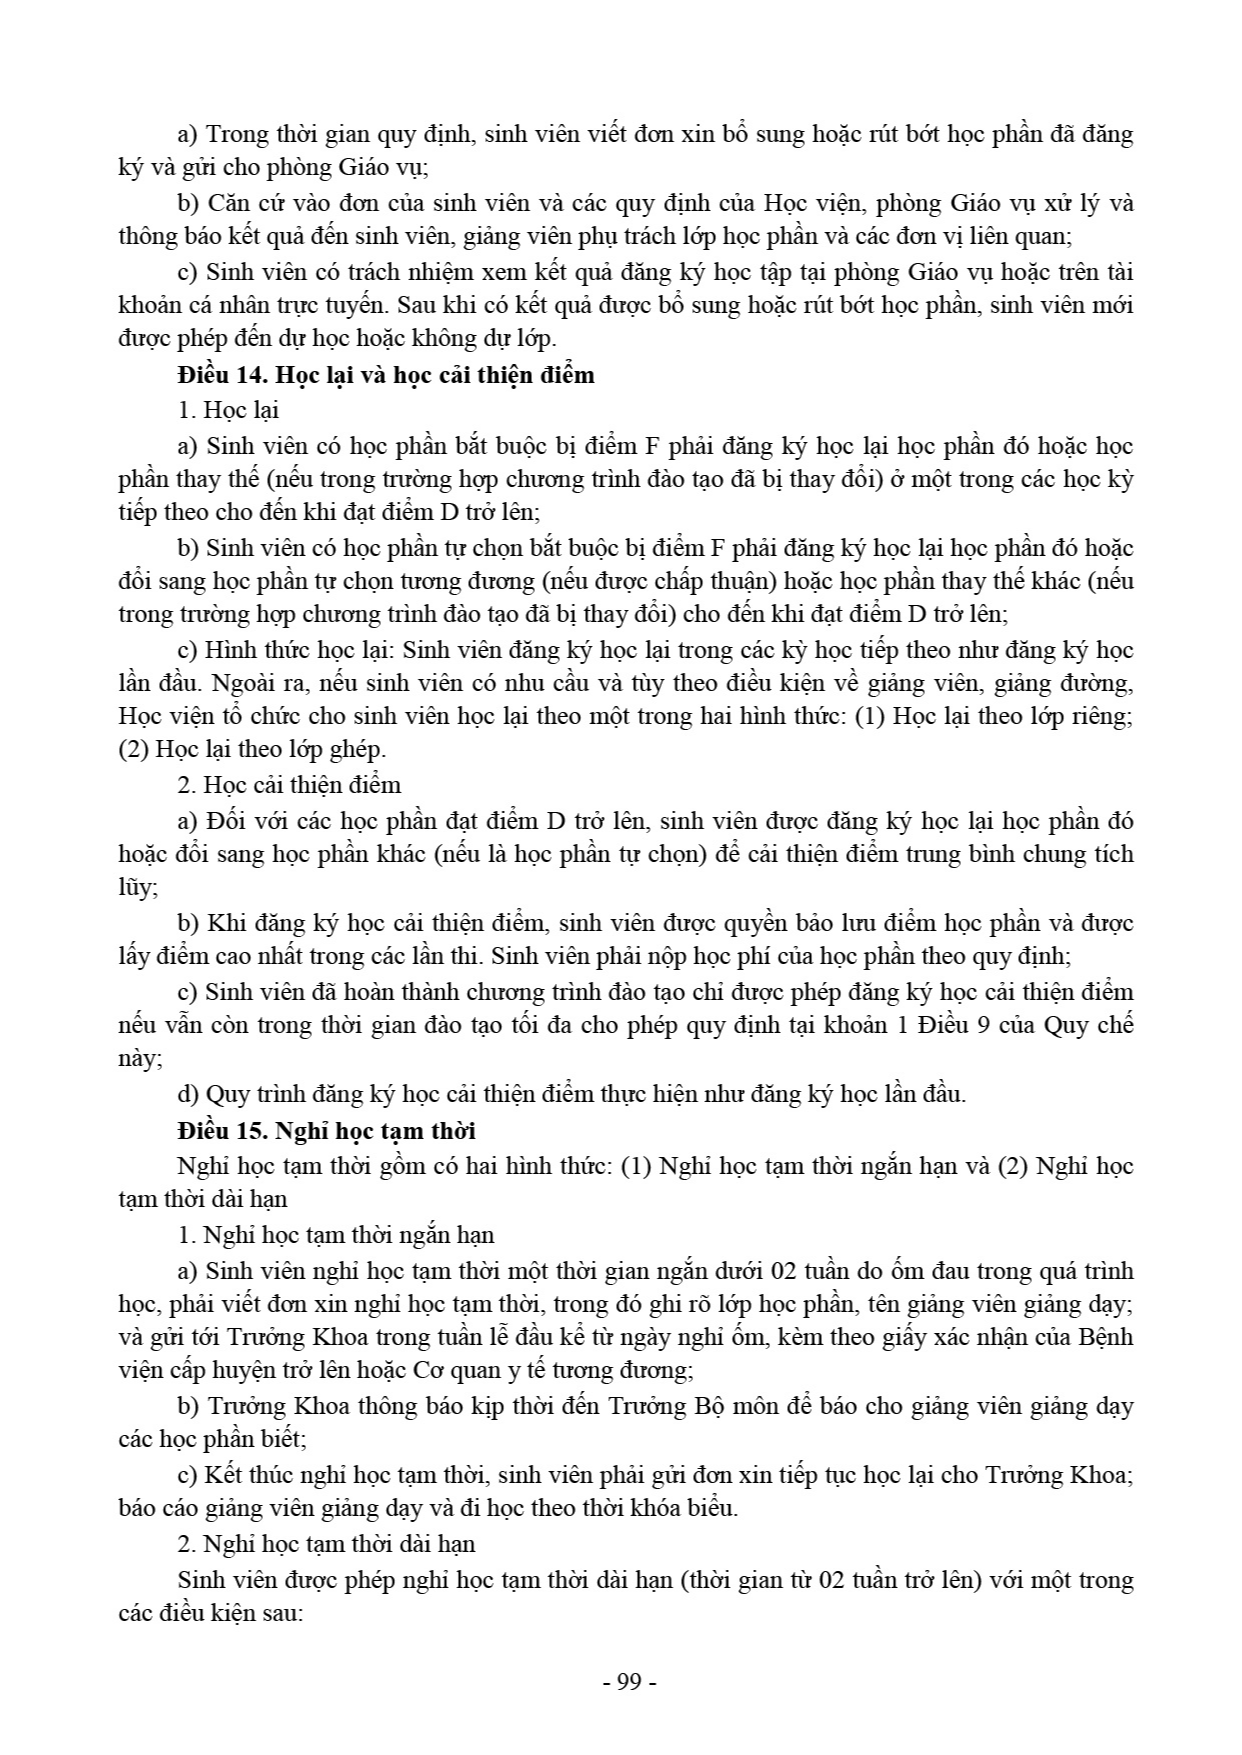 a) Trong thời gian quy định, sinh viên viết đơn xin bổ sung hoặc rút bớt học phần đã đăng
ký và gửi cho phòng Giáo vụ;
b) Căn cứ vào đơn của sinh viên và các quy định của Học viện, phòng Giáo vụ xử lý và
thông báo kết quả đến sinh viên, giảng viên phụ trách lớp học phần và các đơn vị liên quan;
c) Sinh viên có trách nhiệm xem kết quả đăng ký học tập tại phòng Giáo vụ hoặc trên tài
khoản cá nhân trực tuyến. Sau khi có kết quả được bổ sung hoặc rút bớt học phần, sinh viên mới
được phép đến dự học hoặc không dự lớp.
Điều 14. Học lại và học cải thiện điểm
1. Học lại
a) Sinh viên có học phần bắt buộc bị điểm F phải đăng ký học lại học phần đó hoặc học
phần thay thế (nếu trong trường hợp chương trình đào tạo đã bị thay đổi) ở một trong các học kỳ
tiếp theo cho đến khi đạt điểm D trở lên;
b) Sinh viên có học phần tự chọn bắt buộc bị điểm F phải đăng ký học lại học phần đó hoặc
đổi sang học phần tự chọn tương đương (nếu được chấp thuận) hoặc học phần thay thế khác (nếu
trong trường hợp chương trình đào tạo đã bị thay đổi) cho đến khi đạt điểm D trở lên;
c) Hình thức học lại: Sinh viên đăng ký học lại trong các kỳ học tiếp theo như đăng ký học
lần đầu. Ngoài ra, nếu sinh viên có nhu cầu và tùy theo điều kiện về giảng viên, giảng đường,
Học viện tổ chức cho sinh viên học lại theo một trong hai hình thức: (1) Học lại theo lớp riêng;
(2) Học lại theo lớp ghép.
2. Học cải thiện điểm
a) Đối với các học phần đạt điểm D trở lên, sinh viên được đăng ký học lại học phần đó
hoặc đổi sang học phần khác (nếu là học phần tự chọn) để cải thiện điểm trung bình chung tích
lũy;
b) Khi đăng ký học cải thiện điểm, sinh viên được quyền bảo lưu điểm học phần và được
lấy điểm cao nhất trong các lần thi. Sinh viên phải nộp học phí của học phần theo quy định;
c) Sinh viên đã hoàn thành chương trình đào tạo chỉ được phép đăng ký học cải thiện điểm
nếu vẫn còn trong thời gian đào tạo tối đa cho phép quy định tại khoản 1 Điều 9 của Quy chế
này;
d) Quy trình đăng ký học cải thiện điểm thực hiện như đăng ký học lần đầu.
Điều 15. Nghỉ học tạm thời
Nghỉ học tạm thời gồm có hai hình thức: (1) Nghỉ học tạm thời ngắn hạn và (2) Nghỉ học
tạm thời dài hạn
1. Nghỉ học tạm thời ngắn hạn
a) Sinh viên nghỉ học tạm thời một thời gian ngắn dưới 02 tuần do ốm đau trong quá trình
học, phải viết đơn xin nghỉ học tạm thời, trong đó ghi rõ lớp học phần, tên giảng viên giảng dạy;
và gửi tới Trưởng Khoa trong tuần lễ đầu kể từ ngày nghỉ ốm, kèm theo giấy xác nhận của Bệnh
viện cấp huyện trở lên hoặc Cơ quan y tế tương đương;
b) Trưởng Khoa thông báo kịp thời đến Trưởng Bộ môn để báo cho giảng viên giảng dạy
các học phần biết;
c) Kết thúc nghỉ học tạm thời, sinh viên phải gửi đơn xin tiếp tục học lại cho Trưởng Khoa;
báo cáo giảng viên giảng dạy và đi học theo thời khóa biểu.
2. Nghỉ học tạm thời dài hạn
Sinh viên được phép nghỉ học tạm thời dài hạn (thời gian từ 02 tuần trở lên) với một trong
các điều kiện sau:
- 99 -